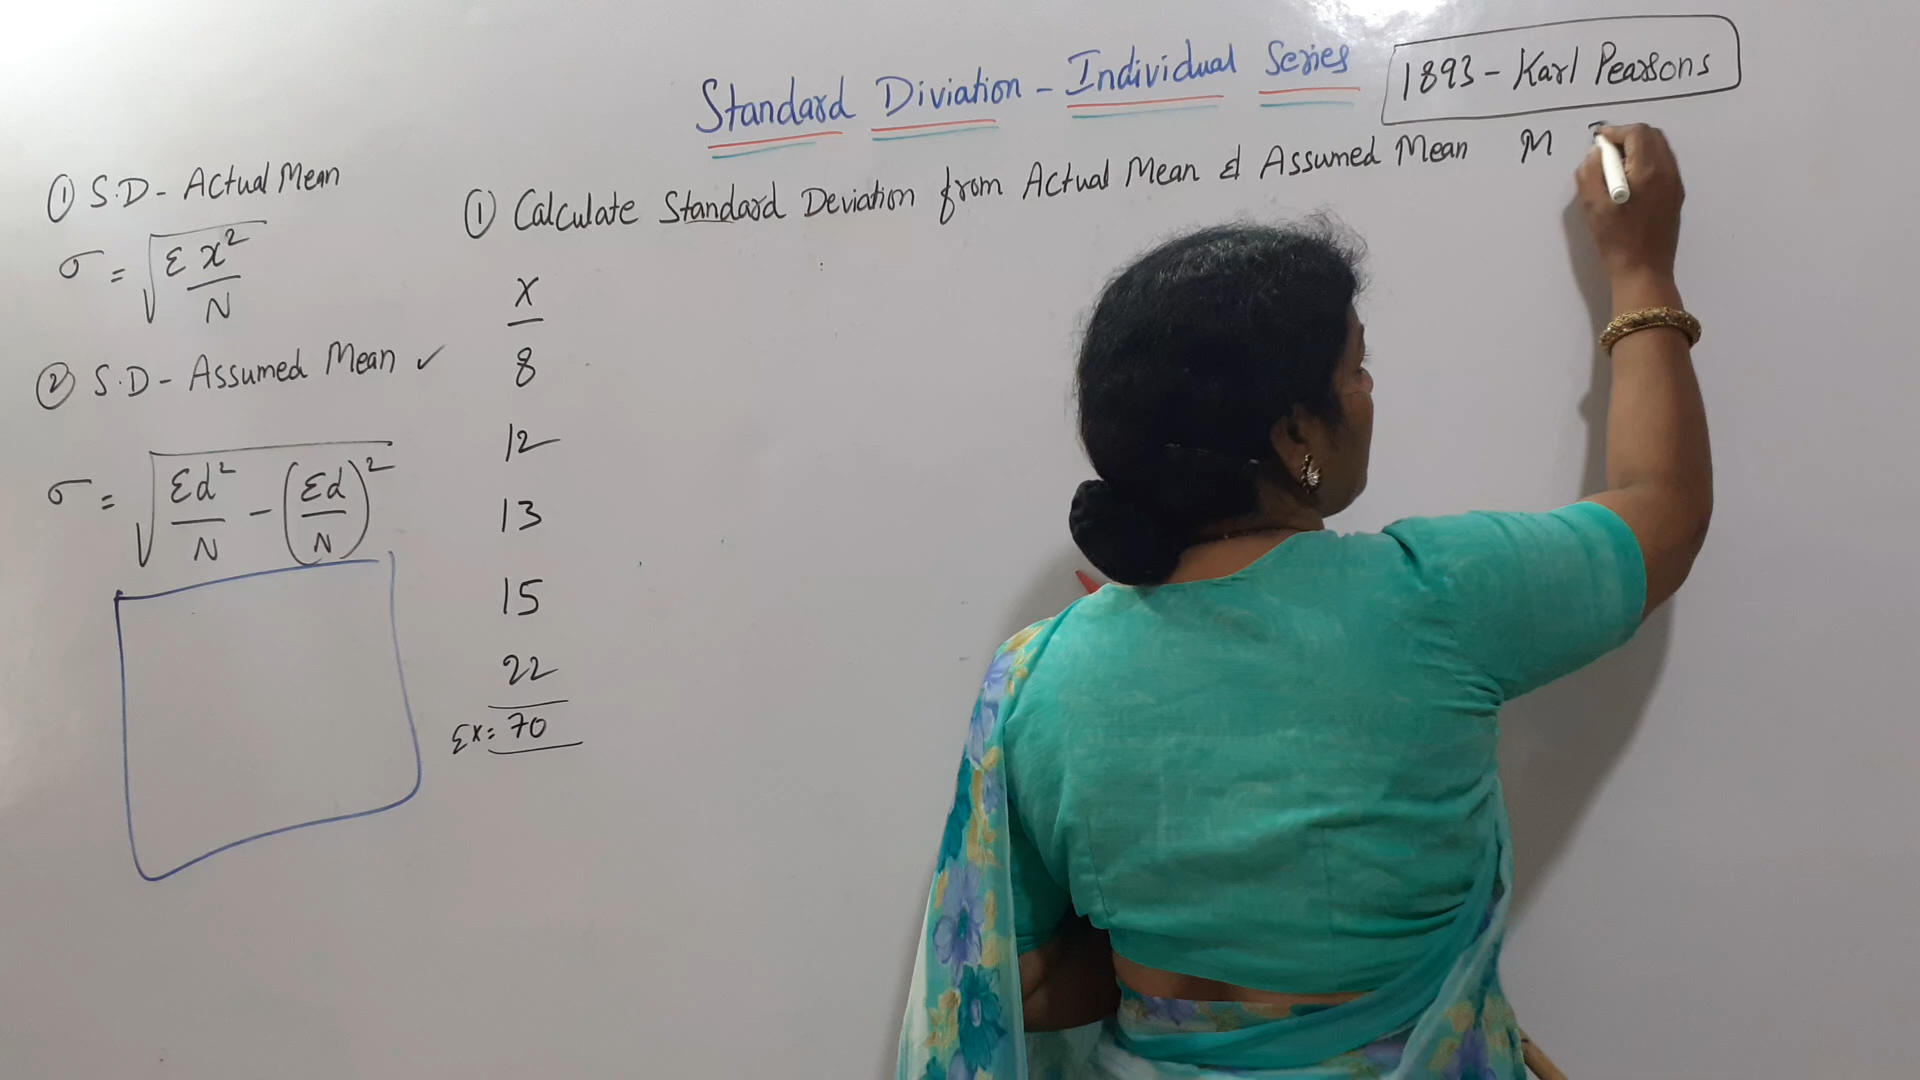 Standard Diviation - Individual Series
1893 - Karl Pearsons
① S.D - Actual Mean
σ = √(Σx²/N)
② S.D - Assumed Mean ✓
σ = √(Σd²/N - (Σd/N)²)
① Calculate Standard Deviation from Actual Mean & Assumed Mean
M
X
8
12
13
15
22
ΣX = 70